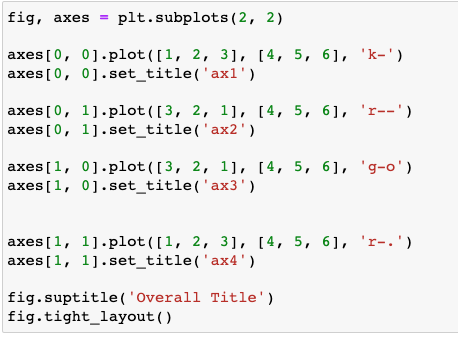 fig, axes = plt.subplots(2, 2)
axes[0, 0].plot([1, 2, 3], [4, 5, 6], 'k-')
axes[0, 0].set_title('ax1')
axes[0, 1].plot([3, 2, 1], [4, 5, 6], 'r--')
axes[0, 1].set_title('ax2')
axes[1, 0].plot([3, 2, 1], [4, 5, 6], 'g-o')
axes[1, 0].set_title('ax3')
axes[1, 1].plot([1, 2, 3], [4, 5, 6], 'r-.')
axes[1, 1].set_title('ax4')
fig.suptitle('Overall Title')
fig.tight_layout()